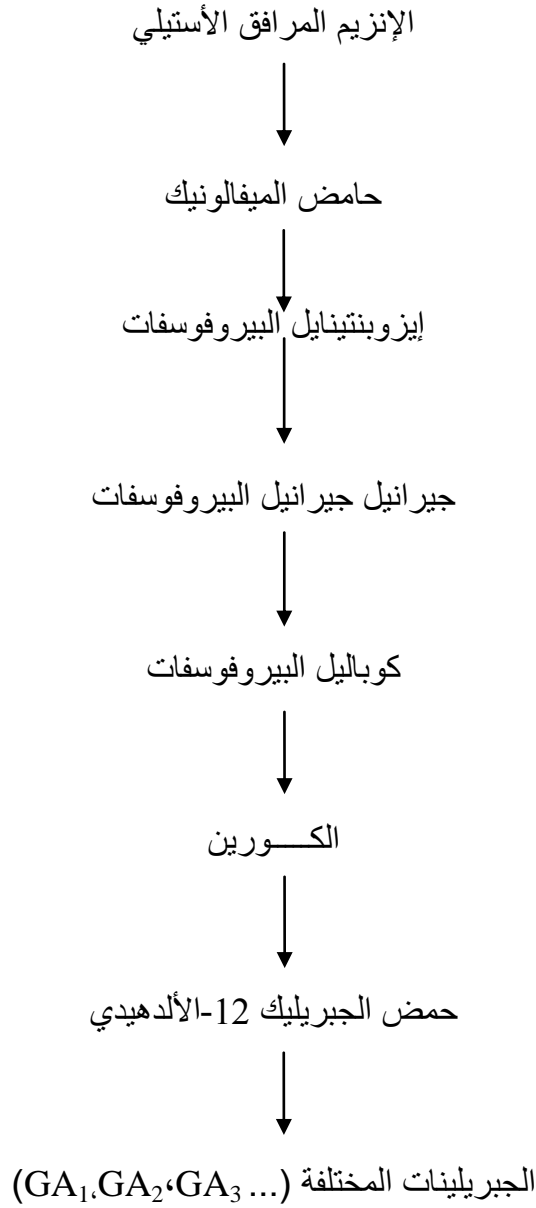 الإنزيم المرافق الأستيلي
حامض الميفالونيك
إيزوبنتينايل البيروفوسفات
جيرانيل جيرانيل البيروفوسفات
كوباليل البيروفوسفات
الكـــورين
حمض الجبريليك 12-الألدهيدي
الجبريلينات المختلفة (GA₁،GA₂،GA₃ ...)